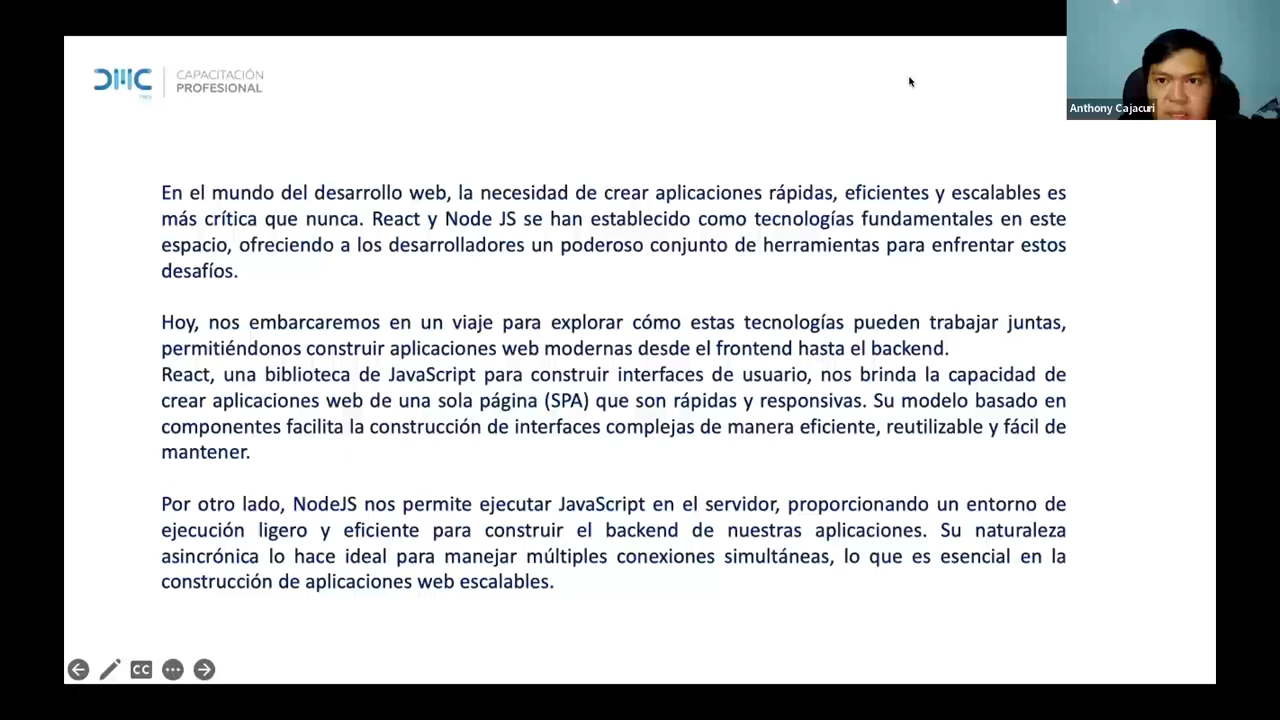 DMC
CAPACITACIÓN
PROFESIONAL
Anthony Cajacuri
En el mundo del desarrollo web, la necesidad de crear aplicaciones rápidas, eficientes y escalables es
más crítica que nunca. React y Node JS se han establecido como tecnologías fundamentales en este
espacio, ofreciendo a los desarrolladores un poderoso conjunto de herramientas para enfrentar estos
desafíos.
Hoy, nos embarcaremos en un viaje para explorar cómo estas tecnologías pueden trabajar juntas,
permitiéndonos construir aplicaciones web modernas desde el frontend hasta el backend.
React, una biblioteca de JavaScript para construir interfaces de usuario, nos brinda la capacidad de
crear aplicaciones web de una sola página (SPA) que son rápidas y responsivas. Su modelo basado en
componentes facilita la construcción de interfaces complejas de manera eficiente, reutilizable y fácil de
mantener.
Por otro lado, NodeJS nos permite ejecutar JavaScript en el servidor, proporcionando un entorno de
ejecución ligero y eficiente para construir el backend de nuestras aplicaciones. Su naturaleza
asincrónica lo hace ideal para manejar múltiples conexiones simultáneas, lo que es esencial en la
construcción de aplicaciones web escalables.
CC